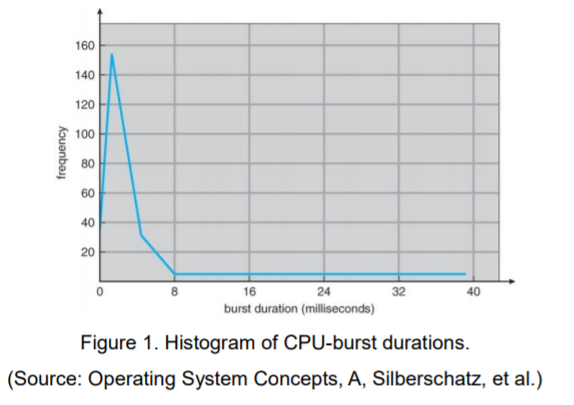 160
140
120
100
80
60
40
20
frequency
0 8 16 24 32 40
burst duration (milliseconds)
Figure 1. Histogram of CPU-burst durations.
(Source: Operating System Concepts, A, Silberschatz, et al.)